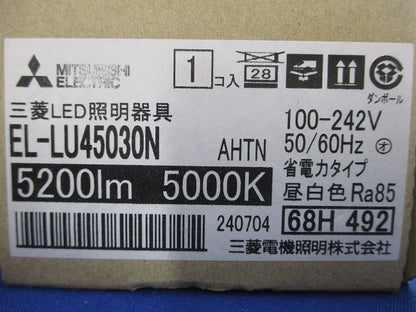 MITSUBISHI
ELECTRIC
1コ入
28
ダンボール
三菱LED照明器具
EL-LU45030N
AHTN
100-242V
50/60Hz オ
省電力タイプ
5200lm 5000K
昼白色 Ra85
240704
68H 492
三菱電機照明株式会社